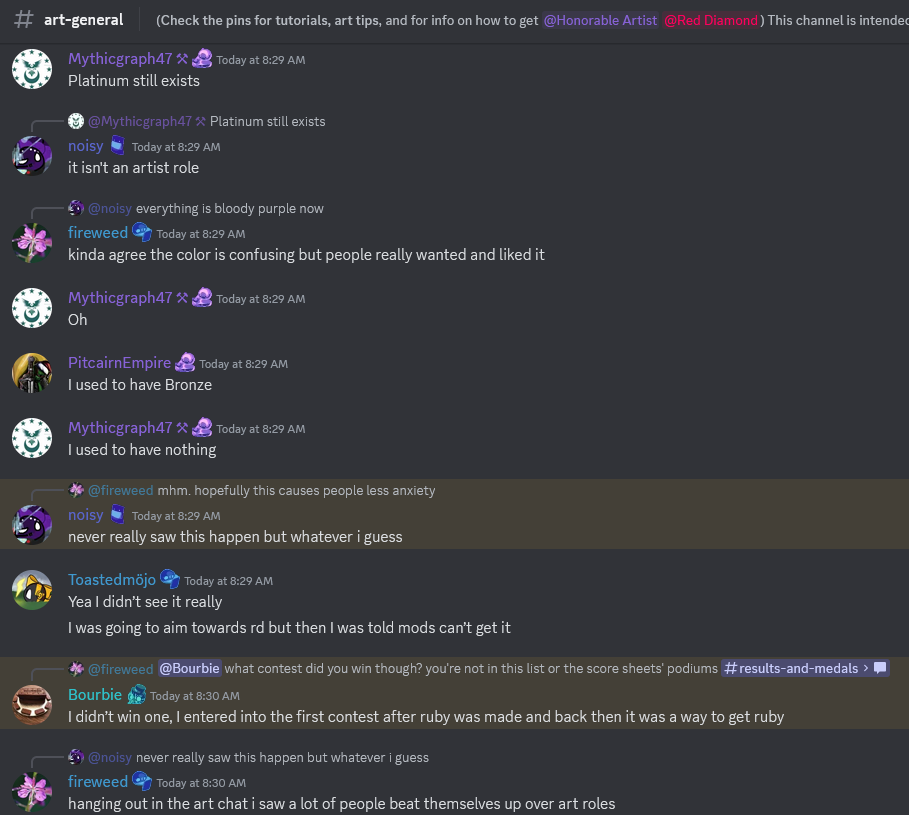 # art-general (Check the pins for tutorials, art tips, and for info on how to get @Honorable Artist @Red Diamond) This channel is intended
Mythicgraph47 ⚒ Today at 8:29 AM
Platinum still exists
@Mythicgraph47 ⚒ Platinum still exists
noisy Today at 8:29 AM
it isn't an artist role
@noisy everything is bloody purple now
fireweed Today at 8:29 AM
kinda agree the color is confusing but people really wanted and liked it
Mythicgraph47 ⚒ Today at 8:29 AM
Oh
PitcairnEmpire Today at 8:29 AM
I used to have Bronze
Mythicgraph47 ⚒ Today at 8:29 AM
I used to have nothing
@fireweed mhm. hopefully this causes people less anxiety
noisy Today at 8:29 AM
never really saw this happen but whatever i guess
Toastedmöjo Today at 8:29 AM
Yea I didn't see it really
I was going to aim towards rd but then I was told mods can't get it
@fireweed @Bourbie what contest did you win though? you're not in this list or the score sheets' podiums #results-and-medals ›
Bourbie Today at 8:30 AM
I didn't win one, I entered into the first contest after ruby was made and back then it was a way to get ruby
@noisy never really saw this happen but whatever i guess
fireweed Today at 8:30 AM
hanging out in the art chat i saw a lot of people beat themselves up over art roles